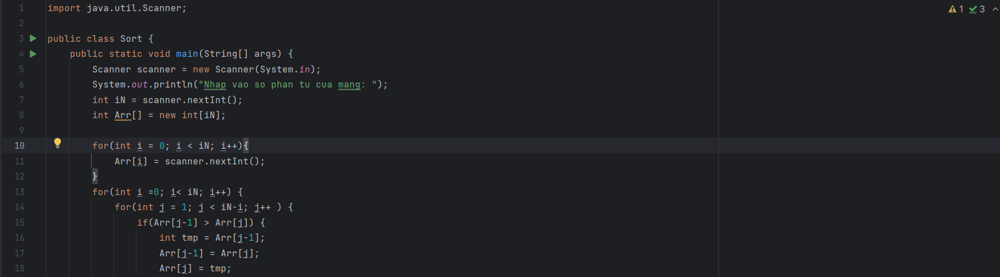 1 import java.util.Scanner;
2
3 public class Sort {
4 public static void main(String[] args) {
5 Scanner scanner = new Scanner(System.in);
6 System.out.println("Nhap vao so phan tu cua mang: ");
7 int iN = scanner.nextInt();
8 int Arr[] = new int[iN];
9
10 for(int i = 0; i < iN; i++){
11 Arr[i] = scanner.nextInt();
12 }
13 for(int i =0; i< iN; i++) {
14 for(int j = 1; j < iN-i; j++ ) {
15 if(Arr[j-1] > Arr[j]) {
16 int tmp = Arr[j-1];
17 Arr[j-1] = Arr[j];
18 Arr[j] = tmp;
1 3